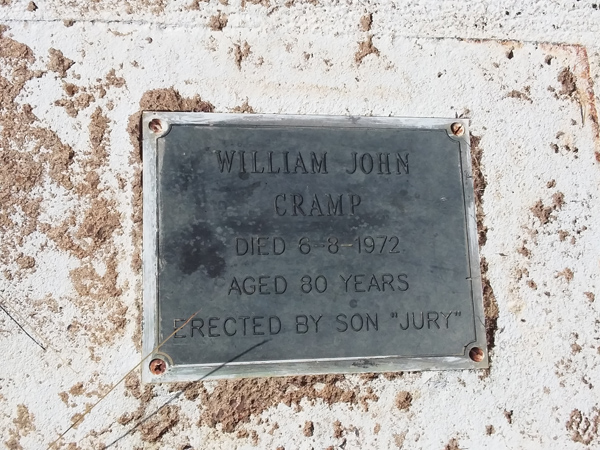 WILLIAM JOHN
CRAMP
DIED 6-8-1972
AGED 80 YEARS
ERECTED BY SON "JURY"